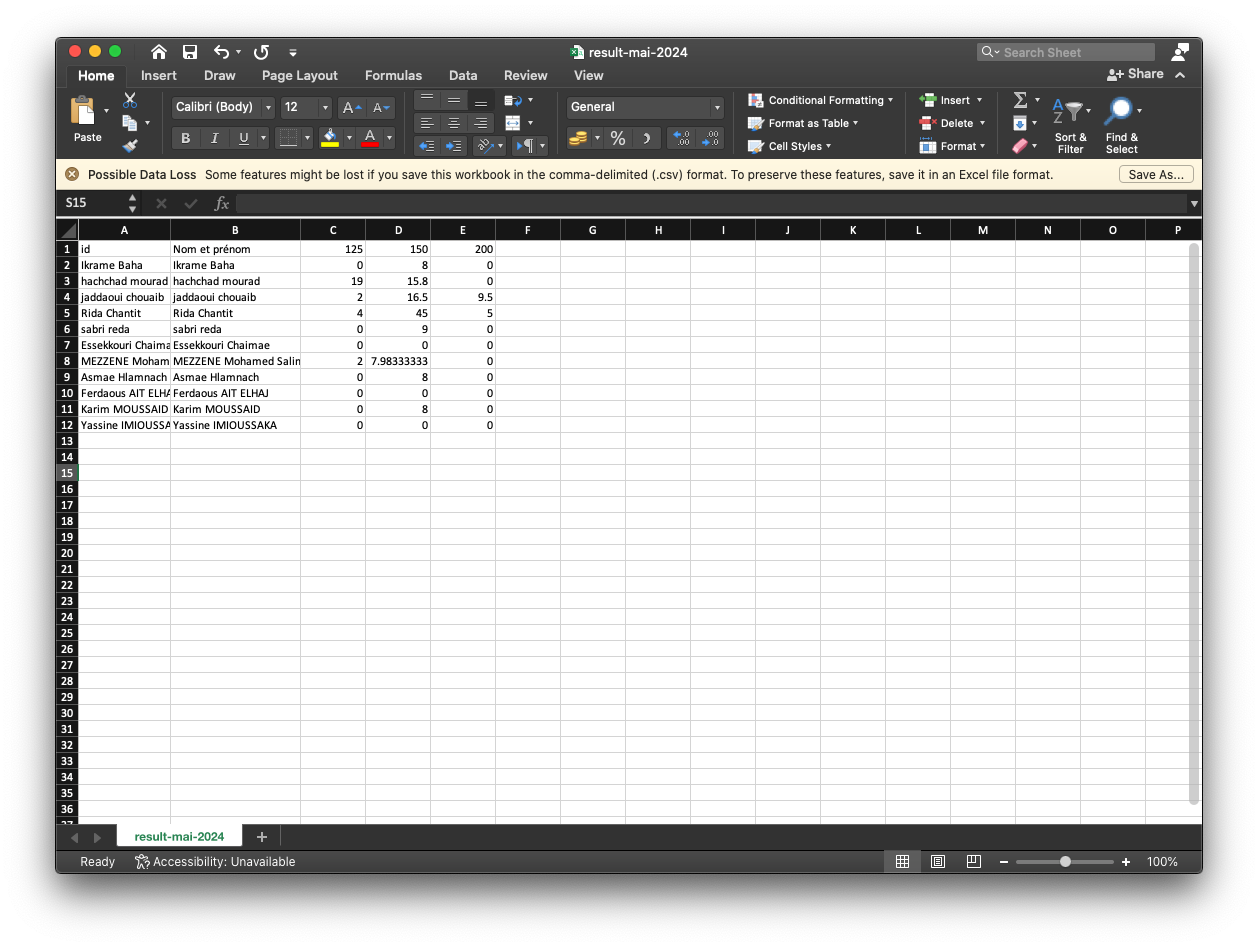 result-mai-2024
Search Sheet
Home Insert Draw Page Layout Formulas Data Review View Share
Paste
Calibri (Body) 12 A A
B I U A
General
% )
Conditional Formatting
Format as Table
Cell Styles
Insert
Delete
Format
Sort & Filter
Find & Select
Possible Data Loss Some features might be lost if you save this workbook in the comma-delimited (.csv) format. To preserve these features, save it in an Excel file format. Save As...
S15 fx
A B C D E F G H I J K L M N O P
1 id Nom et prénom 125 150 200
2 Ikrame Baha Ikrame Baha 0 8 0
3 hachchad mourad hachchad mourad 19 15.8 0
4 jaddaoui chouaib jaddaoui chouaib 2 16.5 9.5
5 Rida Chantit Rida Chantit 4 45 5
6 sabri reda sabri reda 0 9 0
7 Essekkouri Chaima Essekkouri Chaimae 0 0 0
8 MEZZENE Moham MEZZENE Mohamed Salin 2 7.98333333 0
9 Asmae Hlamnach Asmae Hlamnach 0 8 0
10 Ferdaous AIT ELHA Ferdaous AIT ELHAJ 0 0 0
11 Karim MOUSSAID Karim MOUSSAID 0 8 0
12 Yassine IMIOUSSA Yassine IMIOUSSAKA 0 0 0
13
14
15
16
17
18
19
20
21
22
23
24
25
26
27
28
29
30
31
32
33
34
35
36
37
result-mai-2024 +
Ready Accessibility: Unavailable 100%